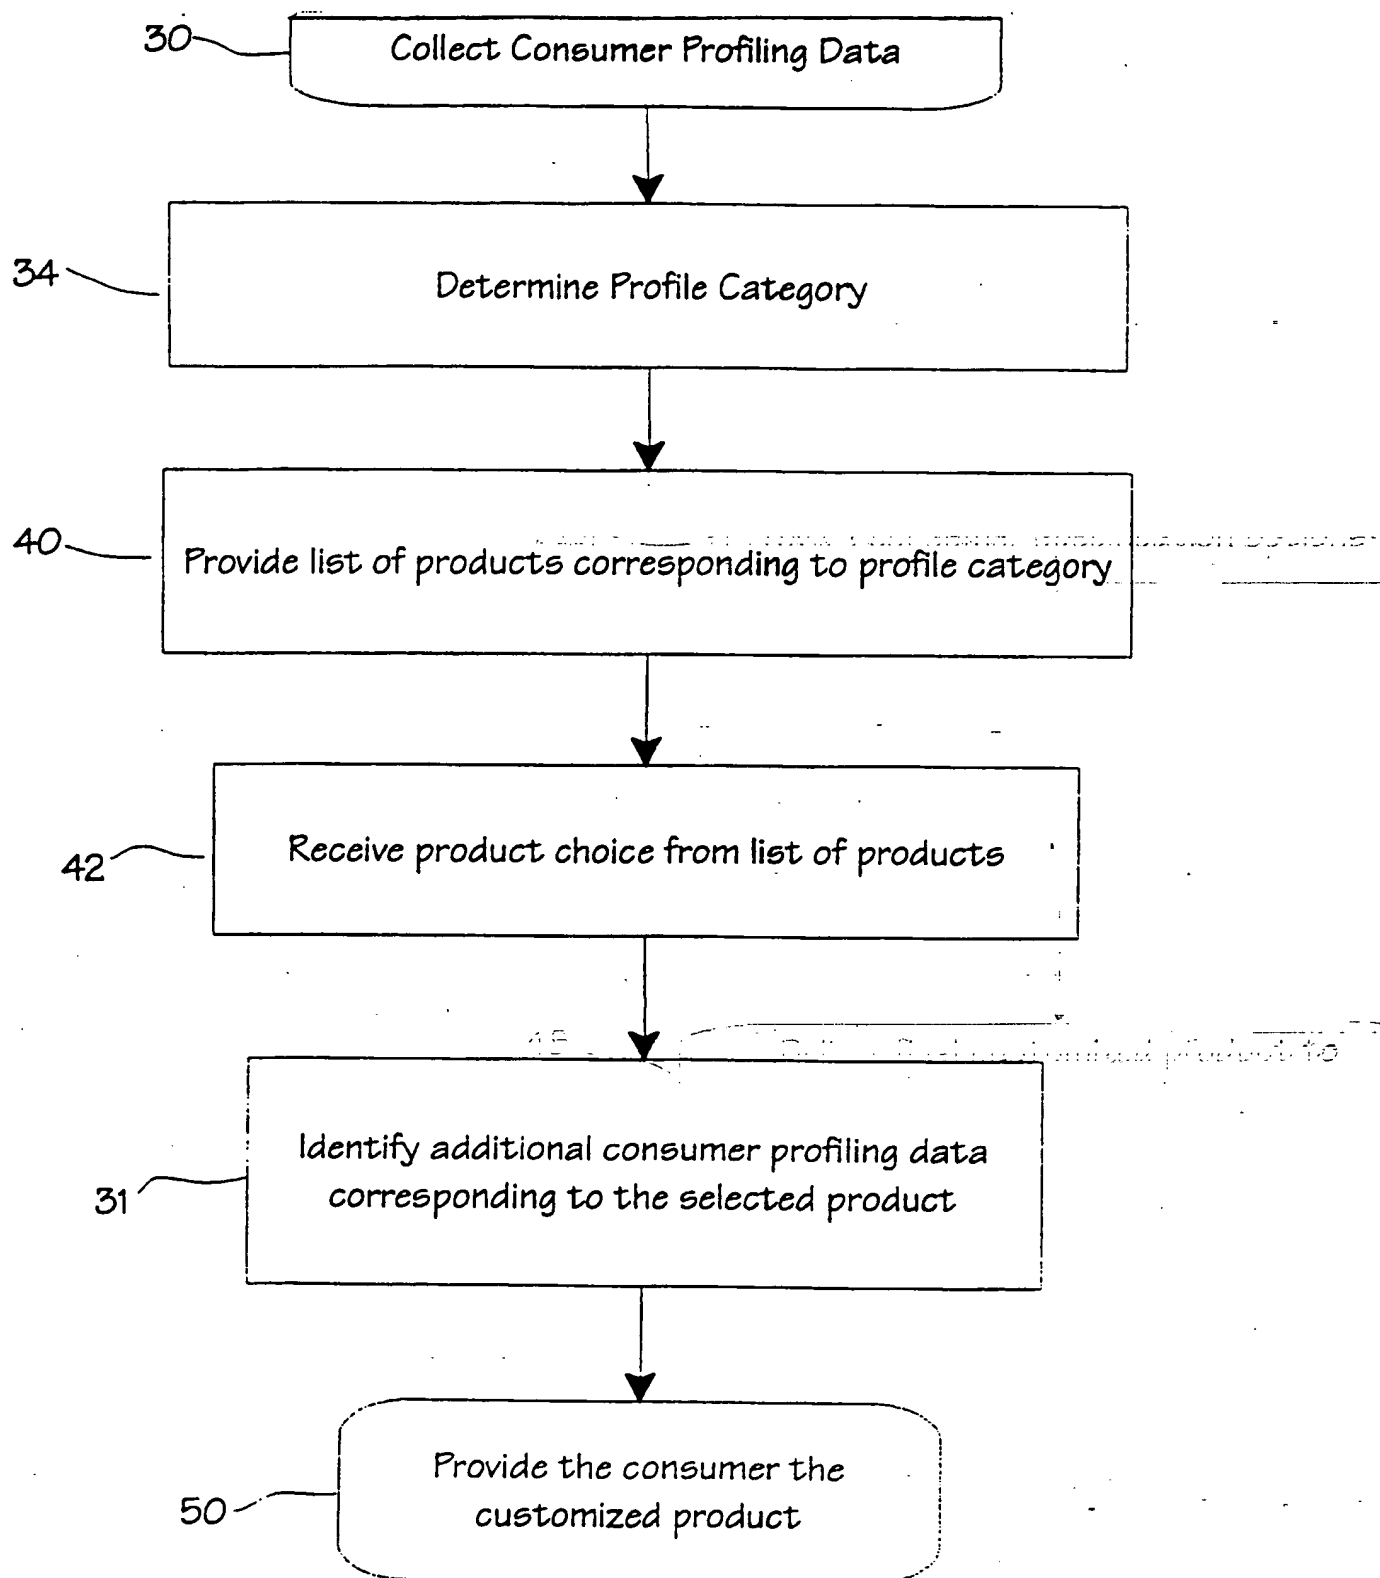 30
Collect Consumer Profiling Data
34
Determine Profile Category
40
Provide list of products corresponding to profile category
42
Receive product choice from list of products
31
Identify additional consumer profiling data
corresponding to the selected product
50
Provide the consumer the
customized product